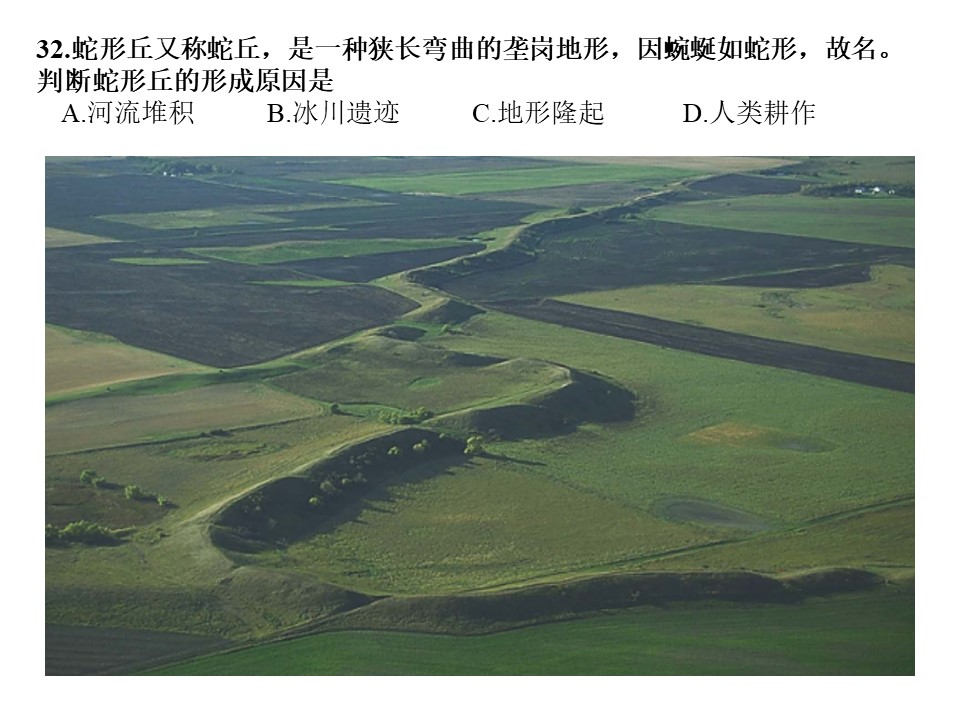 32.蛇形丘又称蛇丘，是一种狭长弯曲的垄岗地形，因蜿蜒如蛇形，故名。
判断蛇形丘的形成原因是
A.河流堆积 B.冰川遗迹 C.地形隆起 D.人类耕作